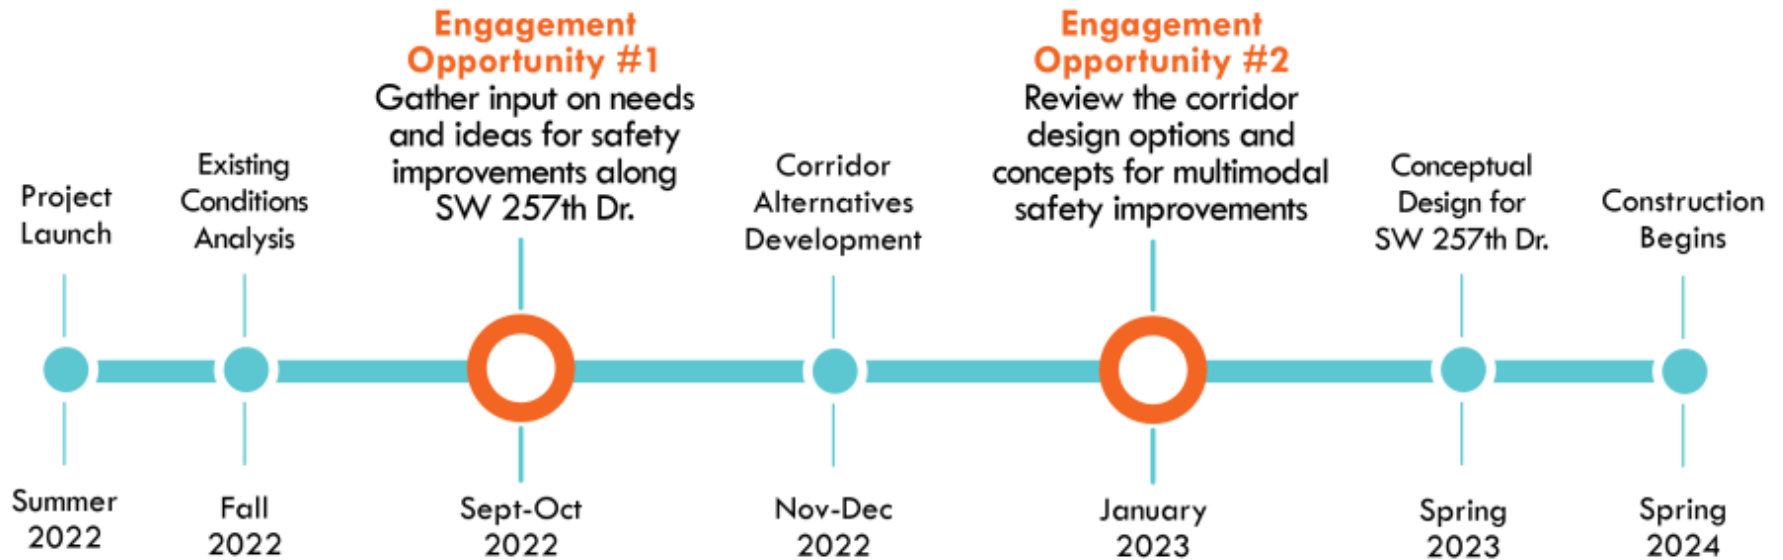 Project
Launch
Summer
2022
Existing
Conditions
Analysis
Fall
2022
Engagement
Opportunity #1
Gather input on needs
and ideas for safety
improvements along
SW 257th Dr.
Sept-Oct
2022
Corridor
Alternatives
Development
Nov-Dec
2022
Engagement
Opportunity #2
Review the corridor
design options and
concepts for multimodal
safety improvements
January
2023
Conceptual
Design for
SW 257th Dr.
Spring
2023
Construction
Begins
Spring
2024